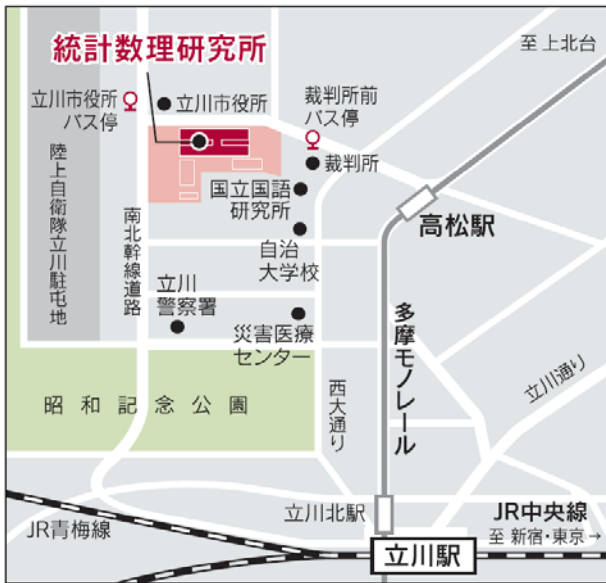 至 上北台
統計数理研究所
立川市役所
バス停
立川市役所
裁判所前
バス停
裁判所
陸上自衛隊立川駐屯地
国立国語
研究所
南北幹線道路
高松駅
自治
大学校
立川
警察署
災害医療
センター
多摩モノレール
立川通り
西大通り
昭和記念公園
立川北駅
JR中央線
至 新宿・東京→
JR青梅線
立川駅